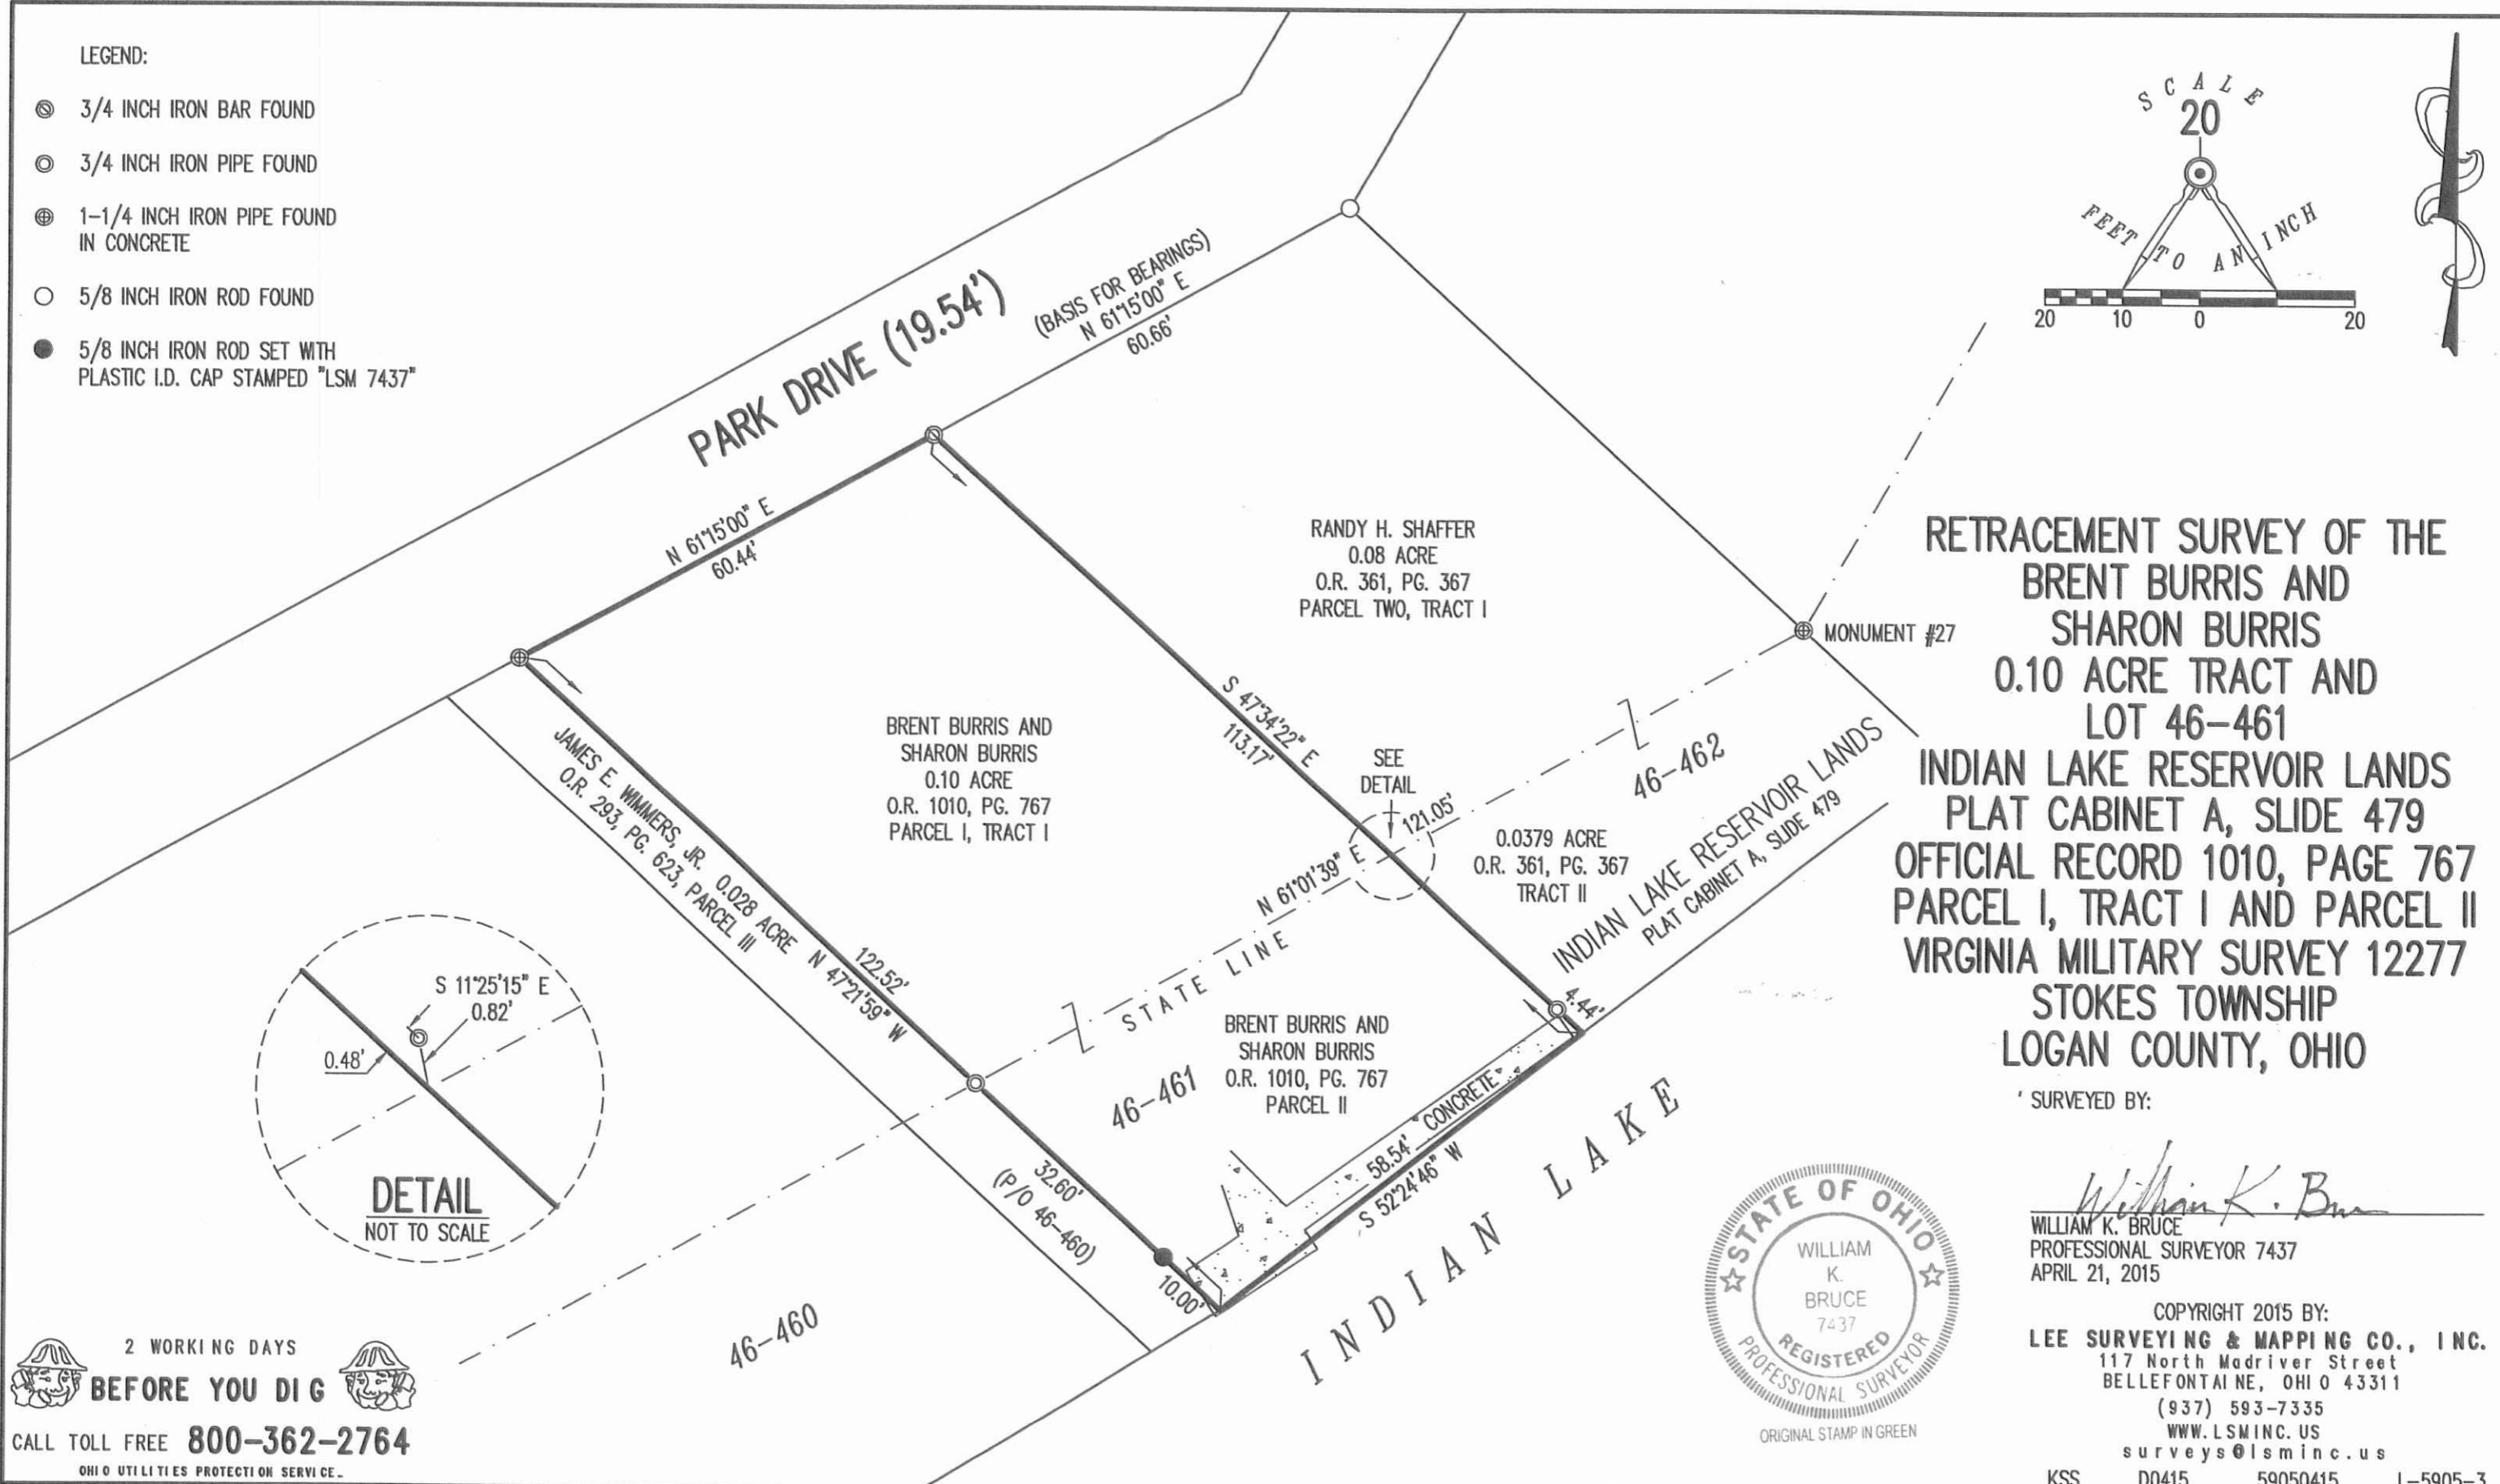 LEGEND:
3/4 INCH IRON BAR FOUND
3/4 INCH IRON PIPE FOUND
1-1/4 INCH IRON PIPE FOUND
IN CONCRETE
5/8 INCH IRON ROD FOUND
5/8 INCH IRON ROD SET WITH
PLASTIC I.D. CAP STAMPED "LSM 7437"
PARK DRIVE (19.54')
(BASIS FOR BEARINGS)
N 61°15'00" E
60.66'
N 61°15'00" E
60.44'
SCALE
20
FEET TO AN INCH
20 10 0 20
RANDY H. SHAFFER
0.08 ACRE
O.R. 361, PG. 367
PARCEL TWO, TRACT I
MONUMENT #27
S 47°34'22" E
113.17'
BRENT BURRIS AND
SHARON BURRIS
0.10 ACRE
O.R. 1010, PG. 767
PARCEL I, TRACT I
JAMES E. WIMMERS, JR. 0.028 ACRE
O.R. 293, PG. 623, PARCEL III
122.52'
N 47°21'59" W
SEE
DETAIL
121.05'
N 61°01'39" E
STATE LINE
46-462
0.0379 ACRE
O.R. 361, PG. 367
TRACT II
INDIAN LAKE RESERVOIR LANDS
PLAT CABINET A, SLIDE 479
4.44'
BRENT BURRIS AND
SHARON BURRIS
O.R. 1010, PG. 767
PARCEL II
46-461
CONCRETE
58.54'
S 52°24'46" W
32.60'
(P/O 46-460)
10.00'
46-460
INDIAN LAKE
S 11°25'15" E
0.82'
0.48'
DETAIL
NOT TO SCALE
2 WORKING DAYS
BEFORE YOU DIG
CALL TOLL FREE 800-362-2764
OHIO UTILITIES PROTECTION SERVICE.
RETRACEMENT SURVEY OF THE
BRENT BURRIS AND
SHARON BURRIS
0.10 ACRE TRACT AND
LOT 46-461
INDIAN LAKE RESERVOIR LANDS
PLAT CABINET A, SLIDE 479
OFFICIAL RECORD 1010, PAGE 767
PARCEL I, TRACT I AND PARCEL II
VIRGINIA MILITARY SURVEY 12277
STOKES TOWNSHIP
LOGAN COUNTY, OHIO
SURVEYED BY:
William K. Bruce
WILLIAM K. BRUCE
PROFESSIONAL SURVEYOR 7437
APRIL 21, 2015
STATE OF OHIO
WILLIAM
K.
BRUCE
7437
REGISTERED
PROFESSIONAL SURVEYOR
ORIGINAL STAMP IN GREEN
COPYRIGHT 2015 BY:
LEE SURVEYING & MAPPING CO., INC.
117 North Madriver Street
BELLEFONTAINE, OHIO 43311
(937) 593-7335
WWW.LSMINC.US
surveys@lsminc.us
KSS D0415 59050415 L-5905-3